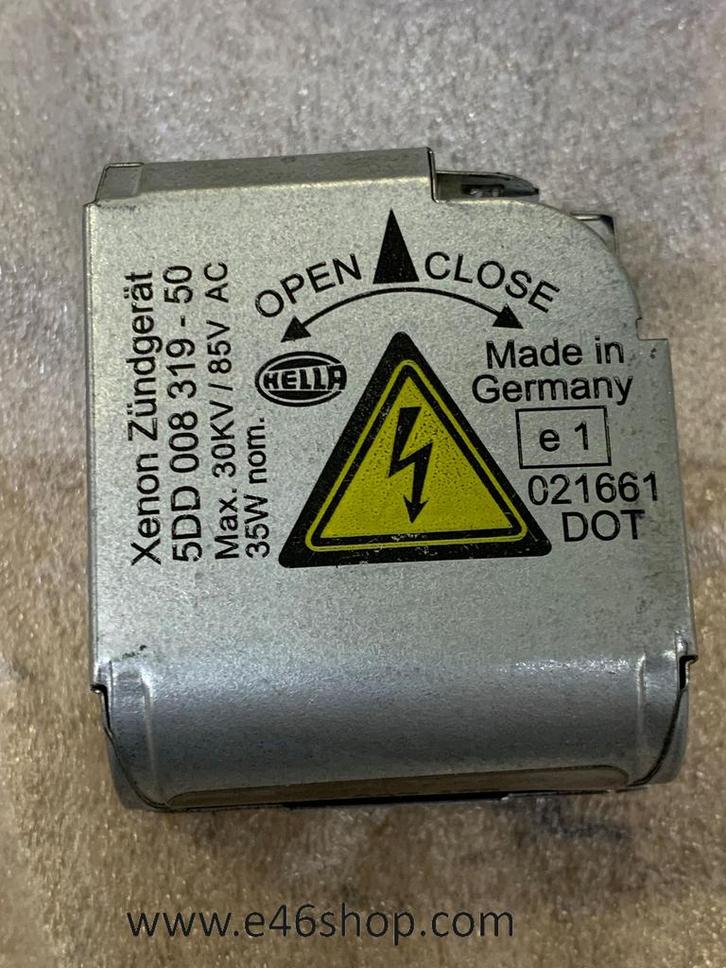 Xenon Zündgerät
5DD 008 319 - 50
Max. 30KV / 85V AC
35W nom.
OPEN CLOSE
HELLA
Made in
Germany
e 1
021661
DOT
www.e46shop.com